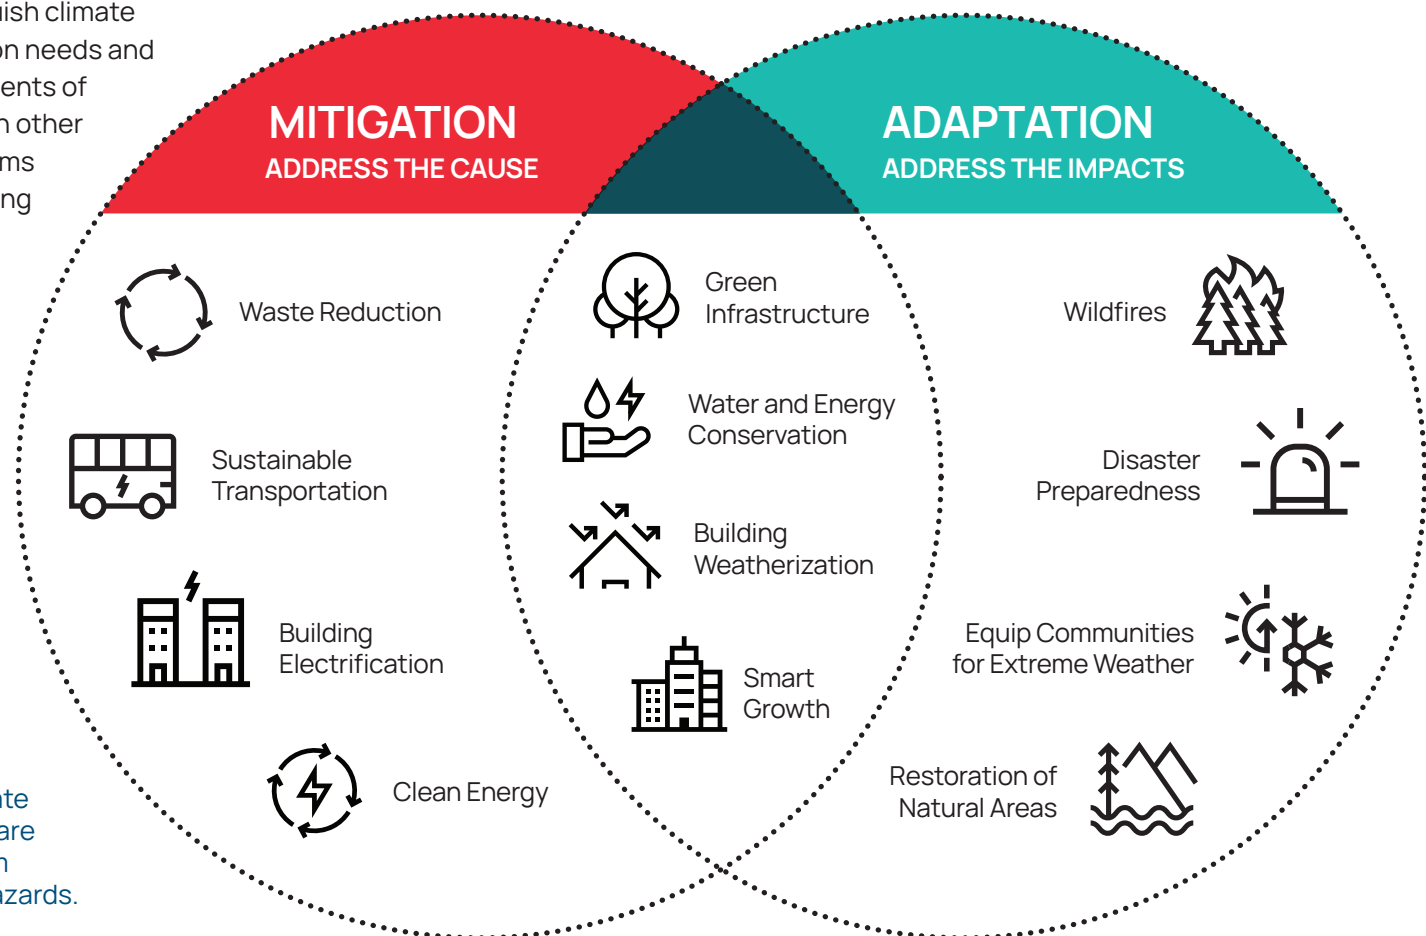 uish climate
on needs and
ents of
n other
ms
ng
MITIGATION
ADDRESS THE CAUSE
ADAPTATION
ADDRESS THE IMPACTS
Waste Reduction
Sustainable
Transportation
Building
Electrification
Clean Energy
Green
Infrastructure
Water and Energy
Conservation
Building
Weatherization
Smart
Growth
Wildfires
Disaster
Preparedness
Equip Communities
for Extreme Weather
Restoration of
Natural Areas
ate
are
n
azards.